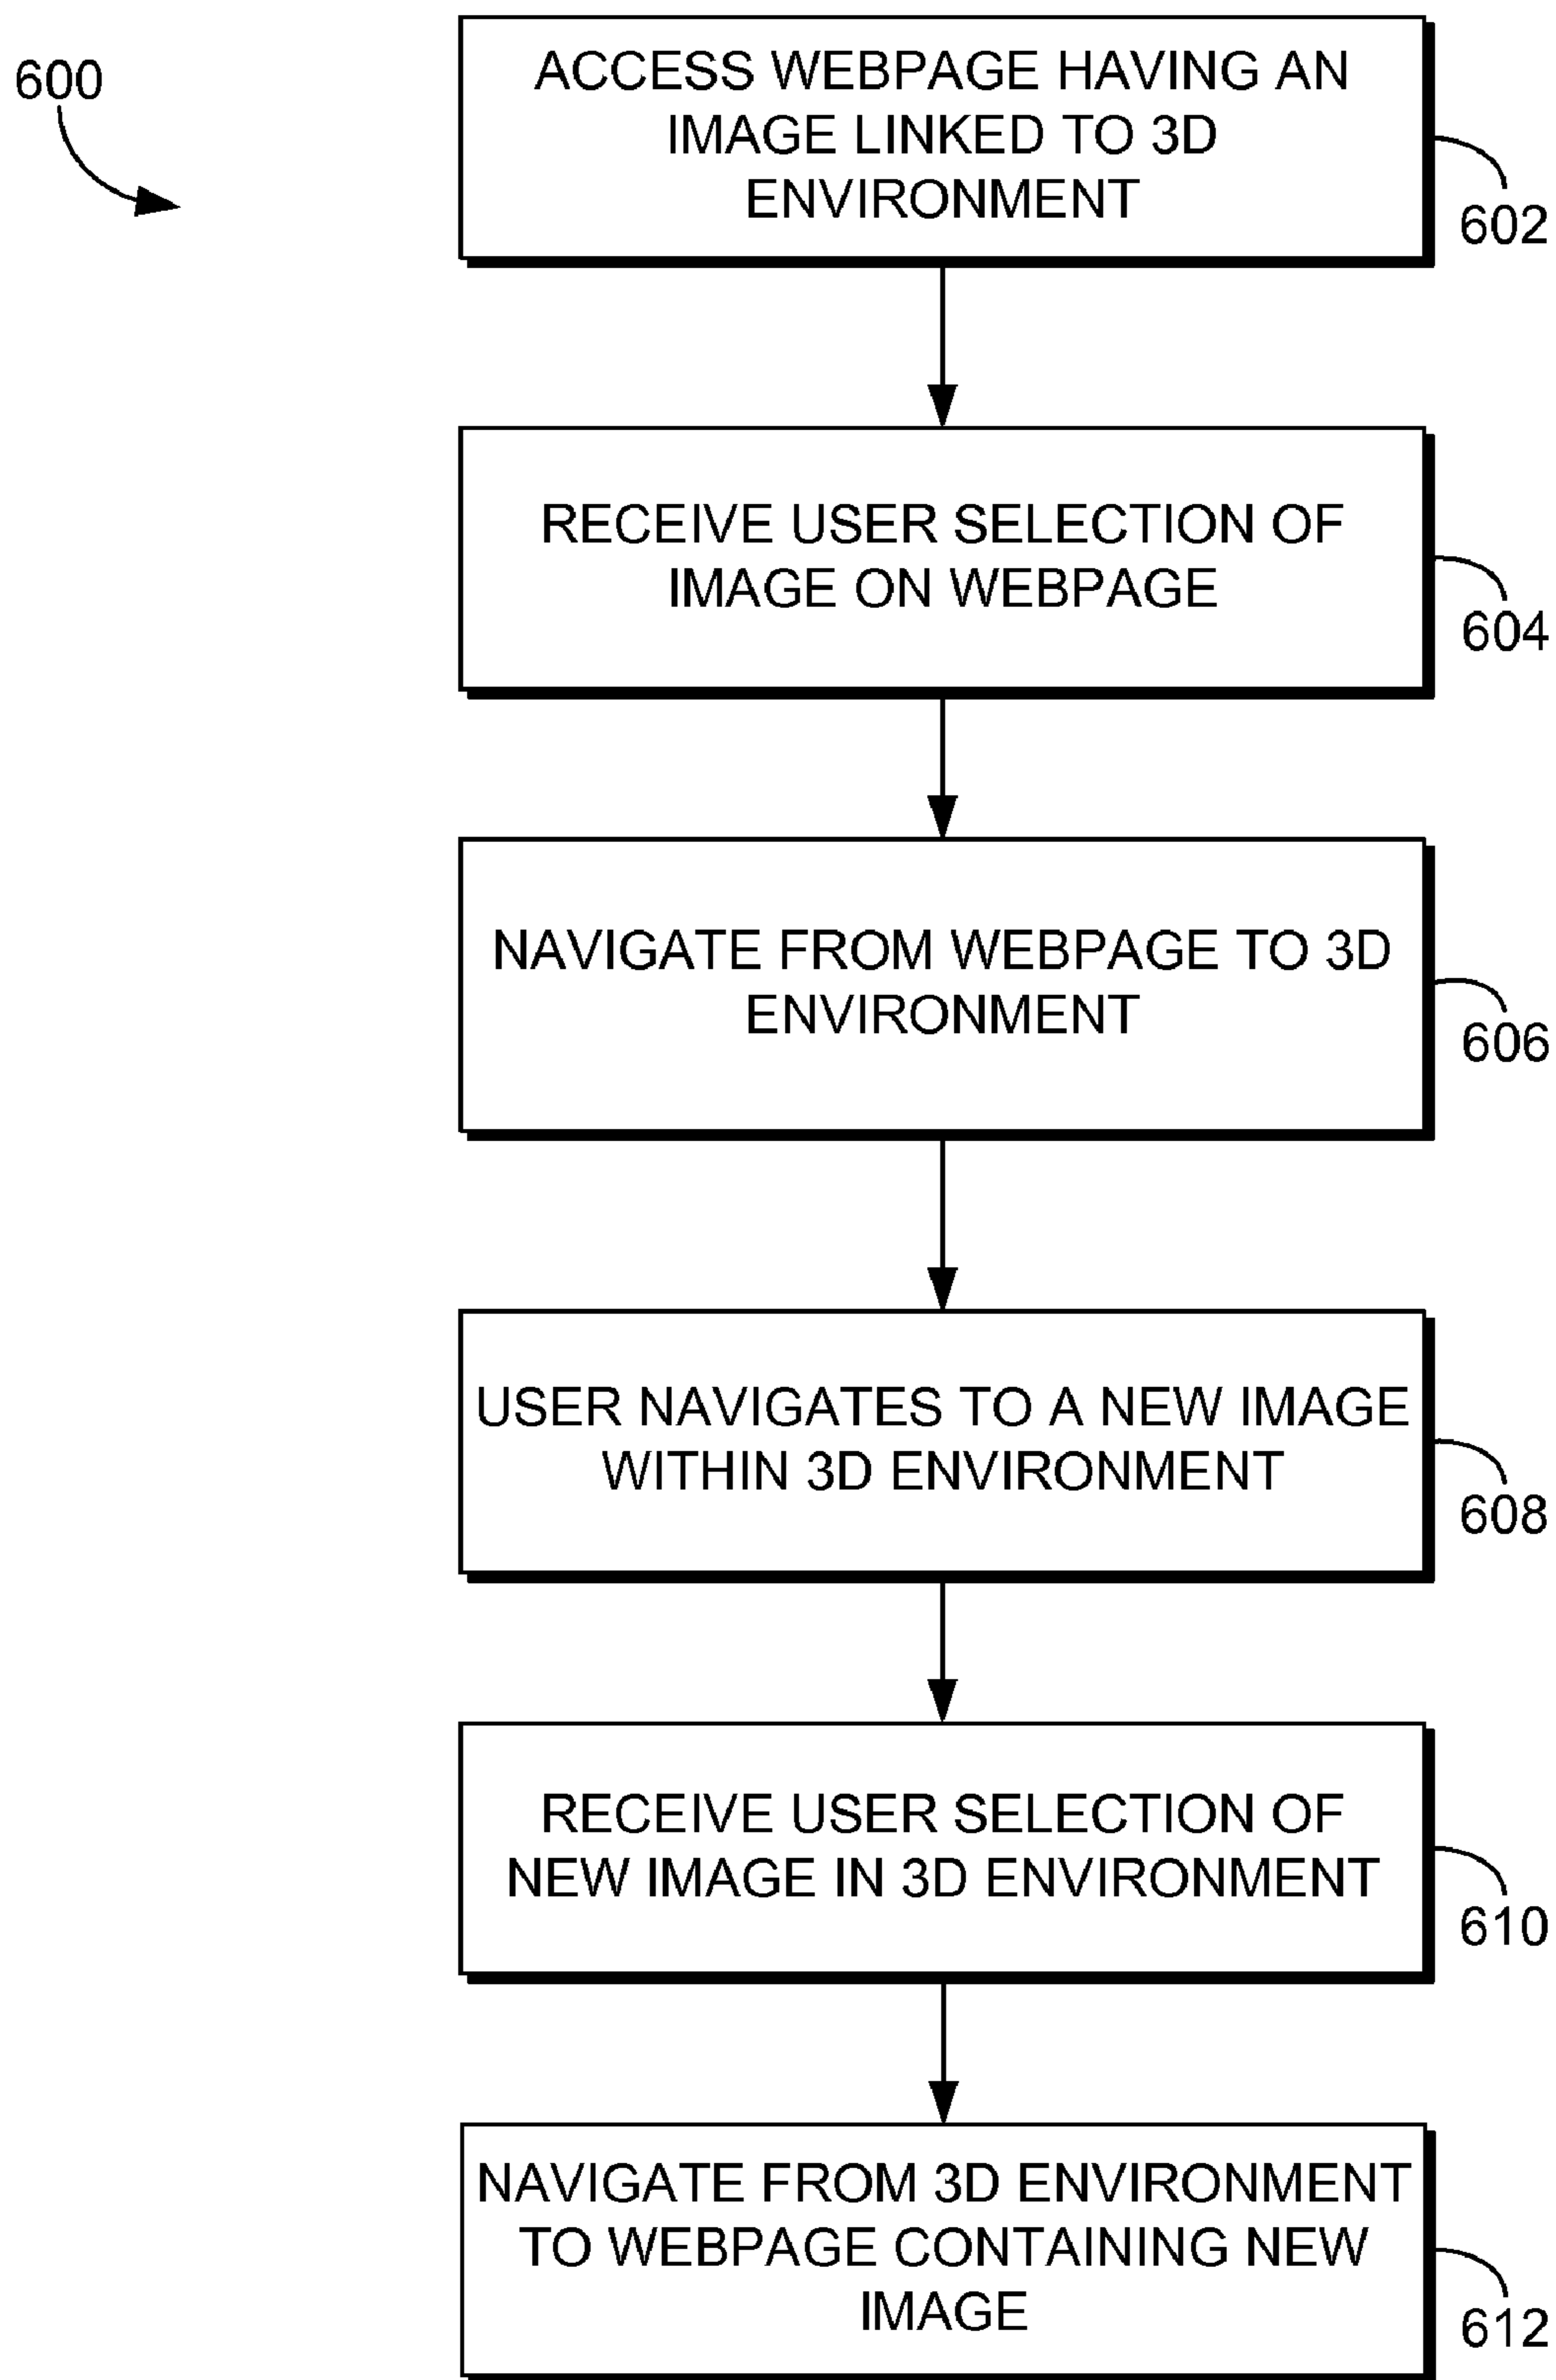 600
ACCESS WEBPAGE HAVING AN
IMAGE LINKED TO 3D
ENVIRONMENT
602
RECEIVE USER SELECTION OF
IMAGE ON WEBPAGE
604
NAVIGATE FROM WEBPAGE TO 3D
ENVIRONMENT
606
USER NAVIGATES TO A NEW IMAGE
WITHIN 3D ENVIRONMENT
608
RECEIVE USER SELECTION OF
NEW IMAGE IN 3D ENVIRONMENT
610
NAVIGATE FROM 3D ENVIRONMENT
TO WEBPAGE CONTAINING NEW
IMAGE
612